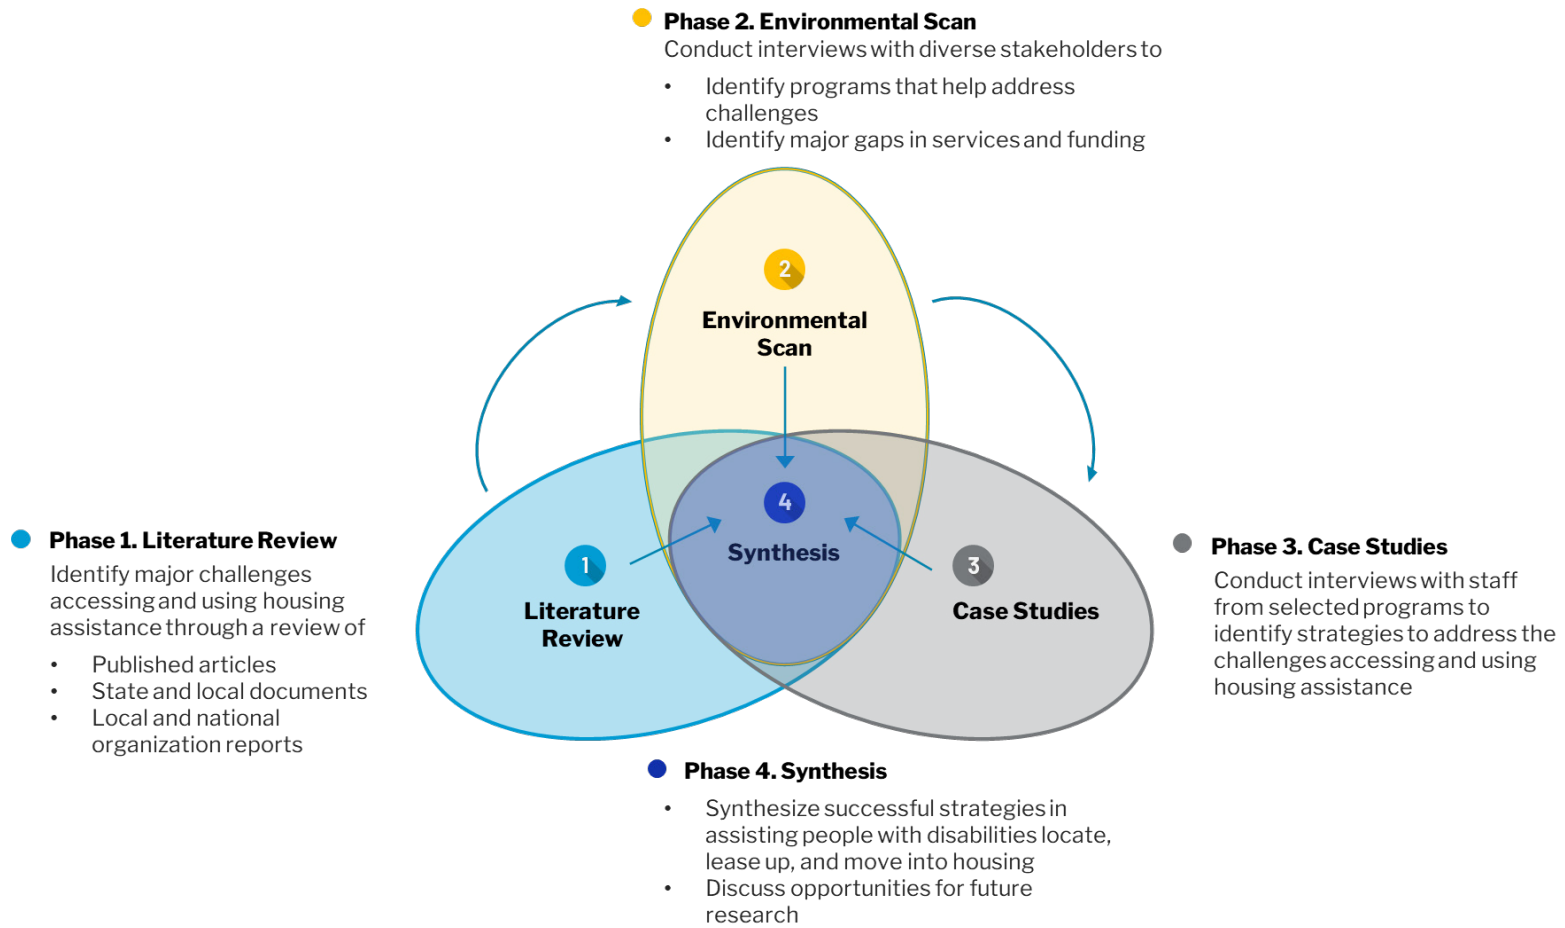 Phase 2. Environmental Scan
Conduct interviews with diverse stakeholders to
• Identify programs that help address
challenges
• Identify major gaps in services and funding
2
Environmental
Scan
4
Synthesis
1
Literature
Review
3
Case Studies
Phase 1. Literature Review
Identify major challenges
accessing and using housing
assistance through a review of
• Published articles
• State and local documents
• Local and national
organization reports
Phase 3. Case Studies
Conduct interviews with staff
from selected programs to
identify strategies to address the
challenges accessing and using
housing assistance
Phase 4. Synthesis
• Synthesize successful strategies in
assisting people with disabilities locate,
lease up, and move into housing
• Discuss opportunities for future
research